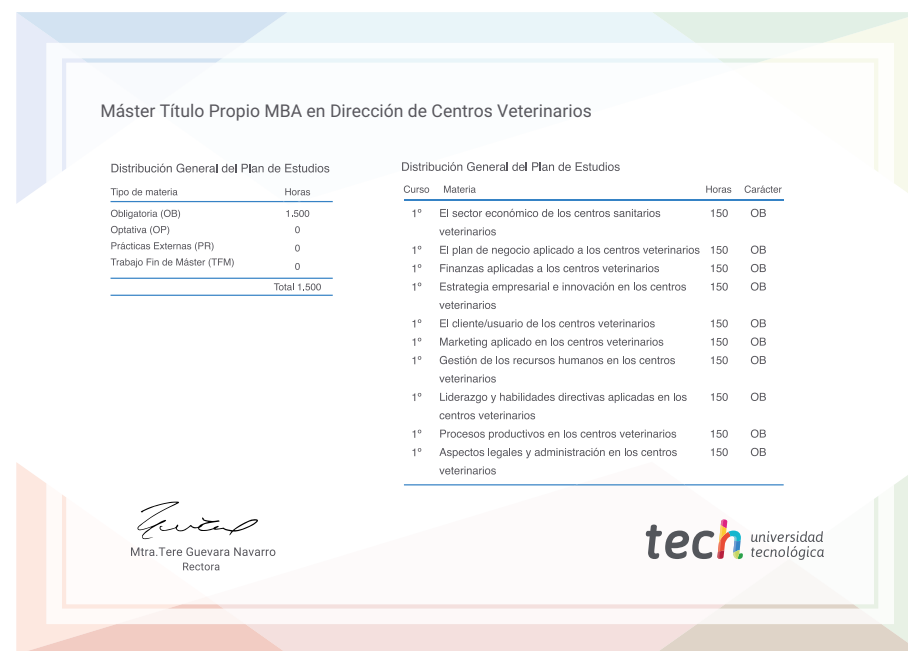 Máster Título Propio MBA en Dirección de Centros Veterinarios
Distribución General del Plan de Estudios
Tipo de materia Horas
Obligatoria (OB) 1.500
Optativa (OP) 0
Prácticas Externas (PR) 0
Trabajo Fin de Máster (TFM) 0
Total 1.500
Distribución General del Plan de Estudios
Curso Materia Horas Carácter
1º El sector económico de los centros sanitarios 150 OB
veterinarios
1º El plan de negocio aplicado a los centros veterinarios 150 OB
1º Finanzas aplicadas a los centros veterinarios 150 OB
1º Estrategia empresarial e innovación en los centros 150 OB
veterinarios
1º El cliente/usuario de los centros veterinarios 150 OB
1º Marketing aplicado en los centros veterinarios 150 OB
1º Gestión de los recursos humanos en los centros 150 OB
veterinarios
1º Liderazgo y habilidades directivas aplicadas en los 150 OB
centros veterinarios
1º Procesos productivos en los centros veterinarios 150 OB
1º Aspectos legales y administración en los centros 150 OB
veterinarios
Mtra.Tere Guevara Navarro
Rectora
tech universidad
tecnológica